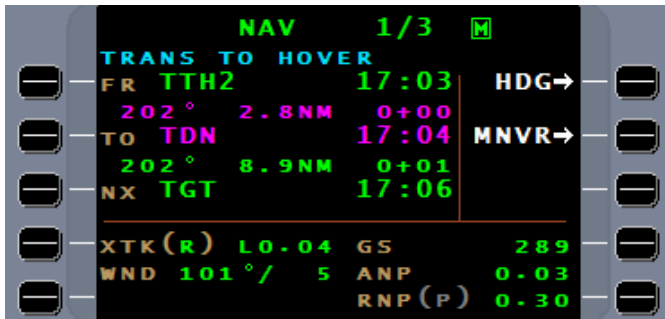 NAV 1/3 M
TRANS TO HOVER
FR TTH2 17:03 HDG→
202° 2.8NM 0+00
TO TDN 17:04 MNVR→
202° 8.9NM 0+01
NX TGT 17:06
XTK(R) L0.04 GS 289
WND 101°/ 5 ANP 0.03
RNP(P) 0.30